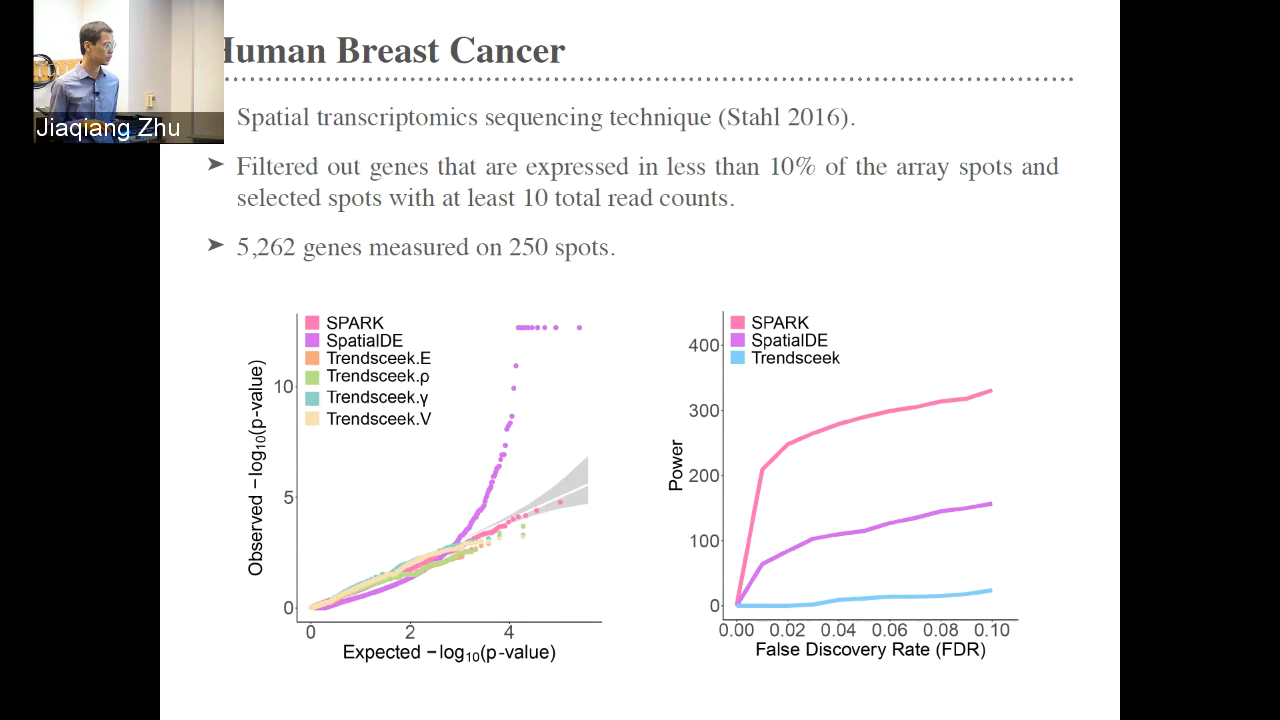 Human Breast Cancer
Jiaqiang Zhu
Spatial transcriptomics sequencing technique (Stahl 2016).
➤ Filtered out genes that are expressed in less than 10% of the array spots and
selected spots with at least 10 total read counts.
➤ 5,262 genes measured on 250 spots.
SPARK
SpatialDE
Trendsceek.E
Trendsceek.ρ
Trendsceek.γ
Trendsceek.V
Observed −log10(p-value)
10
5
0
0 2 4
Expected −log10(p-value)
SPARK
SpatialDE
Trendsceek
Power
400
300
200
100
0
0.00 0.02 0.04 0.06 0.08 0.10
False Discovery Rate (FDR)